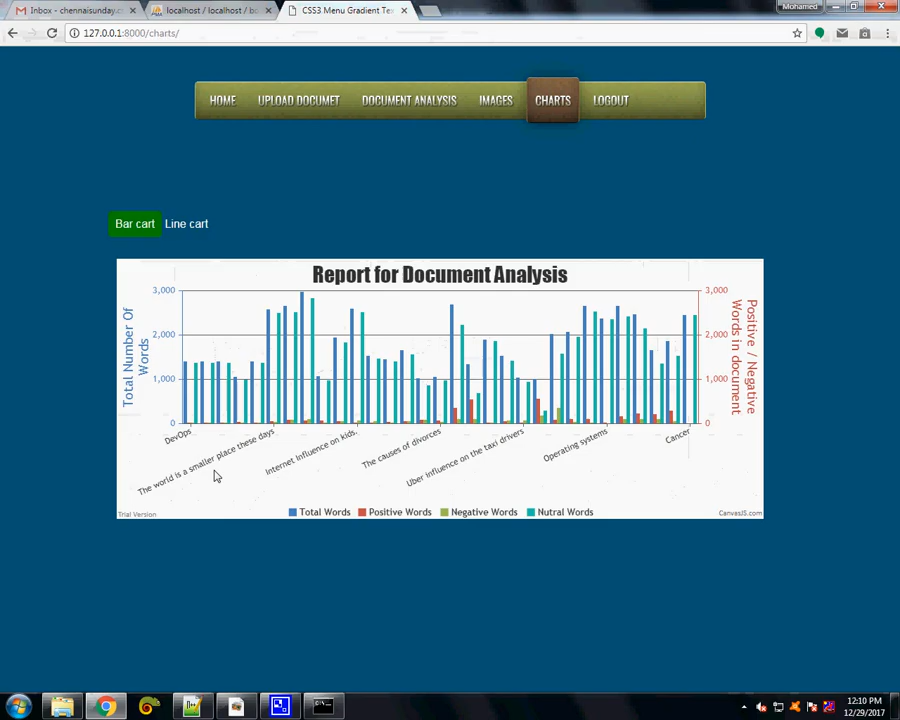 Inbox - chennaisunday.c
localhost / localhost / bo
CSS3 Menu Gradient Tex
Mohamed
127.0.0.1:8000/charts/
HOME UPLOAD DOCUMET DOCUMENT ANALYSIS IMAGES CHARTS LOGOUT
Bar cart Line cart
Report for Document Analysis
3,000 3,000
2,000 2,000
1,000 1,000
0 0
Total Number Of
Words
Positive / Negative
Words in document
DevOps
The world is a smaller place these days
Internet Influence on kids.
The causes of divorces
Uber influence on the taxi drivers
Operating systems
Cancer
Total Words Positive Words Negative Words Nutral Words
Trial Version CanvasJS.com
12:10 PM
12/29/2017